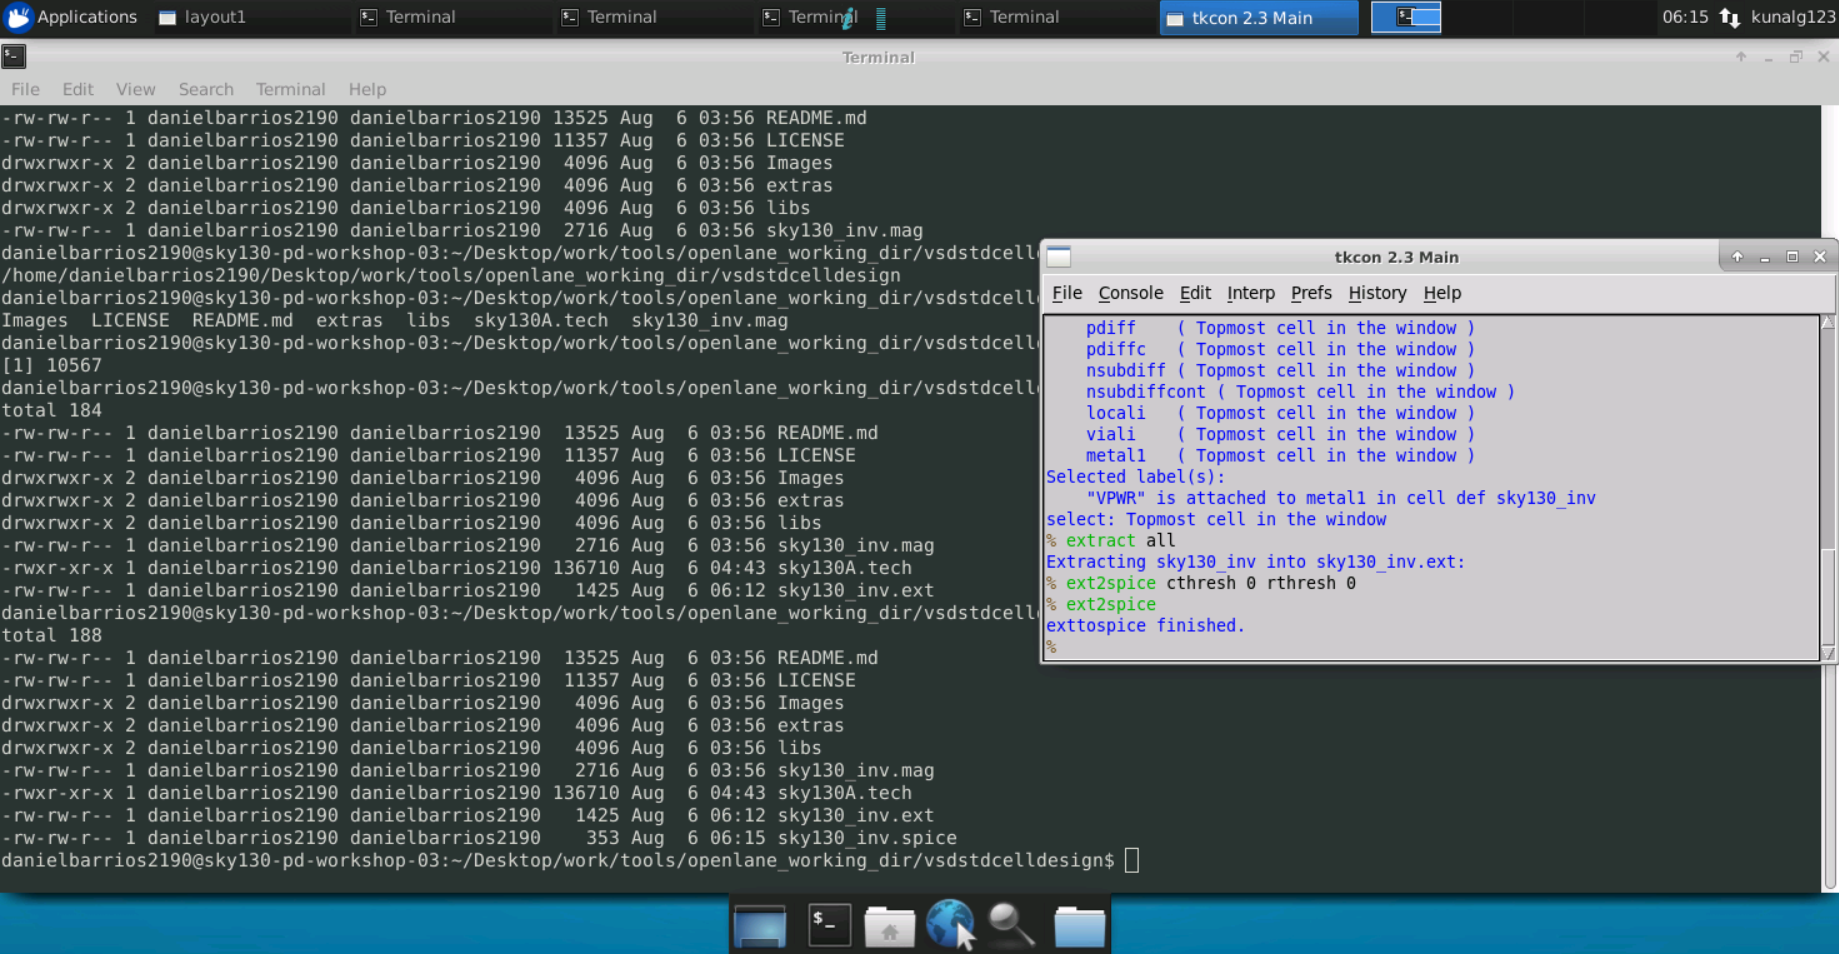 Applications layout1 Terminal Terminal Terminal Terminal tkcon 2.3 Main 06:15 kunalg123
Terminal
File Edit View Search Terminal Help
-rw-rw-r-- 1 danielbarrios2190 danielbarrios2190 13525 Aug  6 03:56 README.md
-rw-rw-r-- 1 danielbarrios2190 danielbarrios2190 11357 Aug  6 03:56 LICENSE
drwxrwxr-x 2 danielbarrios2190 danielbarrios2190  4096 Aug  6 03:56 Images
drwxrwxr-x 2 danielbarrios2190 danielbarrios2190  4096 Aug  6 03:56 extras
drwxrwxr-x 2 danielbarrios2190 danielbarrios2190  4096 Aug  6 03:56 libs
-rw-rw-r-- 1 danielbarrios2190 danielbarrios2190  2716 Aug  6 03:56 sky130_inv.mag
danielbarrios2190@sky130-pd-workshop-03:~/Desktop/work/tools/openlane_working_dir/vsdstdcelld
/home/danielbarrios2190/Desktop/work/tools/openlane_working_dir/vsdstdcelldesign
danielbarrios2190@sky130-pd-workshop-03:~/Desktop/work/tools/openlane_working_dir/vsdstdcelld
Images  LICENSE  README.md  extras  libs  sky130A.tech  sky130_inv.mag
danielbarrios2190@sky130-pd-workshop-03:~/Desktop/work/tools/openlane_working_dir/vsdstdcelld
[1] 10567
danielbarrios2190@sky130-pd-workshop-03:~/Desktop/work/tools/openlane_working_dir/vsdstdcelld
total 184
-rw-rw-r-- 1 danielbarrios2190 danielbarrios2190  13525 Aug  6 03:56 README.md
-rw-rw-r-- 1 danielbarrios2190 danielbarrios2190  11357 Aug  6 03:56 LICENSE
drwxrwxr-x 2 danielbarrios2190 danielbarrios2190   4096 Aug  6 03:56 Images
drwxrwxr-x 2 danielbarrios2190 danielbarrios2190   4096 Aug  6 03:56 extras
drwxrwxr-x 2 danielbarrios2190 danielbarrios2190   4096 Aug  6 03:56 libs
-rw-rw-r-- 1 danielbarrios2190 danielbarrios2190   2716 Aug  6 03:56 sky130_inv.mag
-rwxr-xr-x 1 danielbarrios2190 danielbarrios2190 136710 Aug  6 04:43 sky130A.tech
-rw-rw-r-- 1 danielbarrios2190 danielbarrios2190   1425 Aug  6 06:12 sky130_inv.ext
danielbarrios2190@sky130-pd-workshop-03:~/Desktop/work/tools/openlane_working_dir/vsdstdcelld
total 188
-rw-rw-r-- 1 danielbarrios2190 danielbarrios2190  13525 Aug  6 03:56 README.md
-rw-rw-r-- 1 danielbarrios2190 danielbarrios2190  11357 Aug  6 03:56 LICENSE
drwxrwxr-x 2 danielbarrios2190 danielbarrios2190   4096 Aug  6 03:56 Images
drwxrwxr-x 2 danielbarrios2190 danielbarrios2190   4096 Aug  6 03:56 extras
drwxrwxr-x 2 danielbarrios2190 danielbarrios2190   4096 Aug  6 03:56 libs
-rw-rw-r-- 1 danielbarrios2190 danielbarrios2190   2716 Aug  6 03:56 sky130_inv.mag
-rwxr-xr-x 1 danielbarrios2190 danielbarrios2190 136710 Aug  6 04:43 sky130A.tech
-rw-rw-r-- 1 danielbarrios2190 danielbarrios2190   1425 Aug  6 06:12 sky130_inv.ext
-rw-rw-r-- 1 danielbarrios2190 danielbarrios2190    353 Aug  6 06:15 sky130_inv.spice
danielbarrios2190@sky130-pd-workshop-03:~/Desktop/work/tools/openlane_working_dir/vsdstdcelldesign$
tkcon 2.3 Main
File Console Edit Interp Prefs History Help
pdiff    ( Topmost cell in the window )
pdiffc   ( Topmost cell in the window )
nsubdiff ( Topmost cell in the window )
nsubdiffcont ( Topmost cell in the window )
locali   ( Topmost cell in the window )
viali    ( Topmost cell in the window )
metal1   ( Topmost cell in the window )
Selected label(s):
"VPWR" is attached to metal1 in cell def sky130_inv
select: Topmost cell in the window
% extract all
Extracting sky130_inv into sky130_inv.ext:
% ext2spice cthresh 0 rthresh 0
% ext2spice
exttospice finished.
%